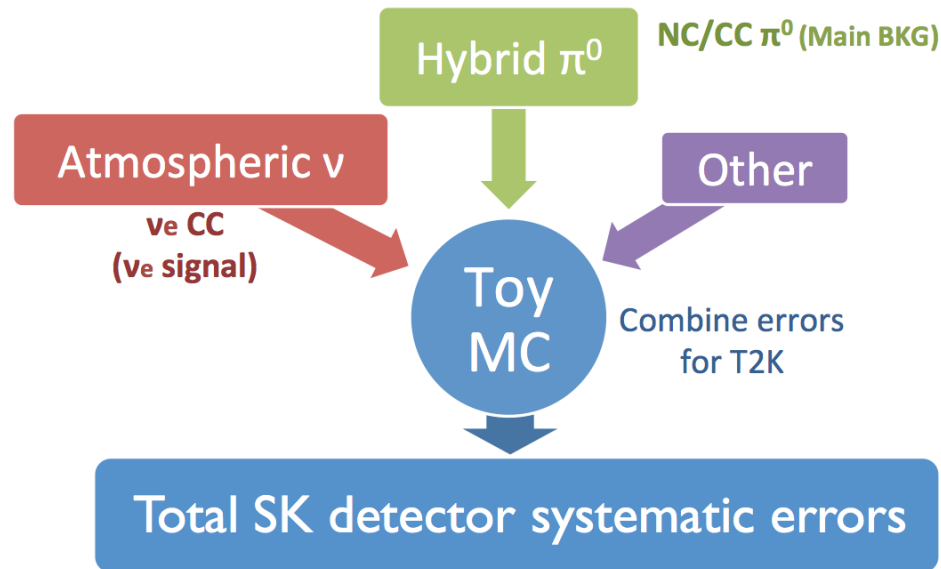 Hybrid π⁰
NC/CC π⁰ (Main BKG)
Atmospheric ν
νe CC
(νe signal)
Other
Toy
MC
Combine errors
for T2K
Total SK detector systematic errors